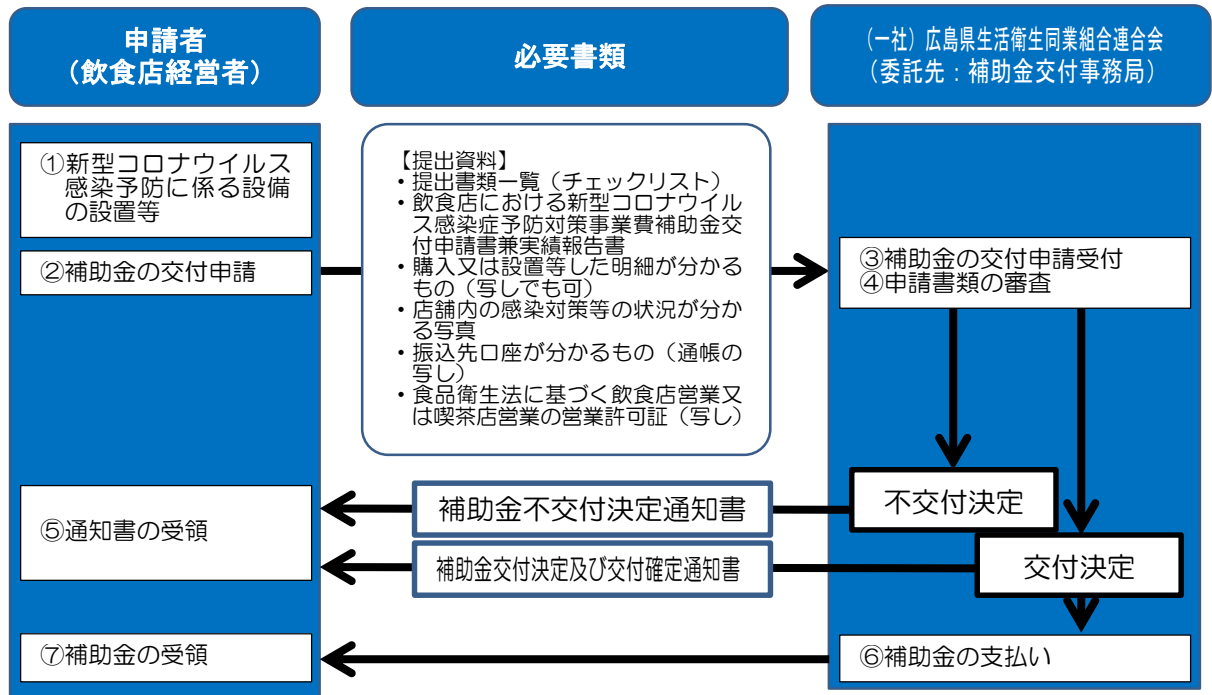 申請者
（飲食店経営者）
必要書類
（一社）広島県生活衛生同業組合連合会
（委託先：補助金交付事務局）
①新型コロナウイルス
感染予防に係る設備
の設置等
②補助金の交付申請
【提出資料】
・提出書類一覧（チェックリスト）
・飲食店における新型コロナウイル
ス感染症予防対策事業費補助金交
付申請書兼実績報告書
・購入又は設置等した明細が分かる
もの（写しでも可）
・店舗内の感染対策等の状況が分か
る写真
・振込先口座が分かるもの（通帳の
写し）
・食品衛生法に基づく飲食店営業又
は喫茶店営業の営業許可証（写し）
③補助金の交付申請受付
④申請書類の審査
⑤通知書の受領
補助金不交付決定通知書
不交付決定
補助金交付決定及び交付確定通知書
交付決定
⑦補助金の受領
⑥補助金の支払い